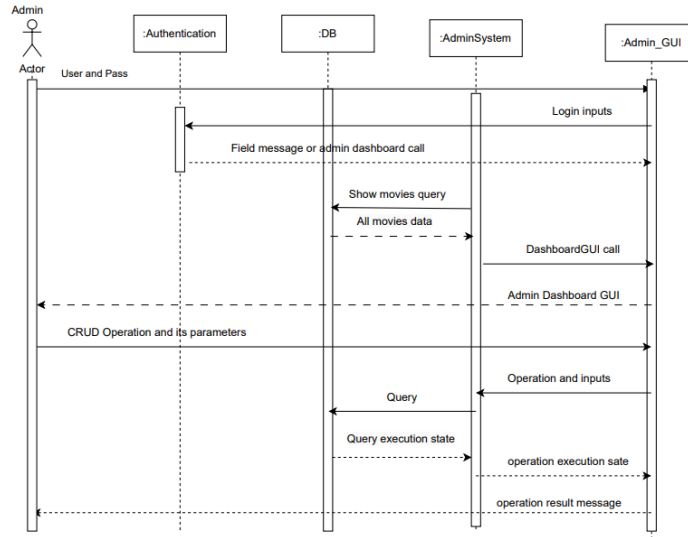 Admin
:Authentication
:DB
:AdminSystem
:Admin_GUI
Actor
User and Pass
Login inputs
Field message or admin dashboard call
Show movies query
All movies data
DashboardGUI call
Admin Dashboard GUI
CRUD Operation and its parameters
Operation and inputs
Query
Query execution state
operation execution sate
operation result message